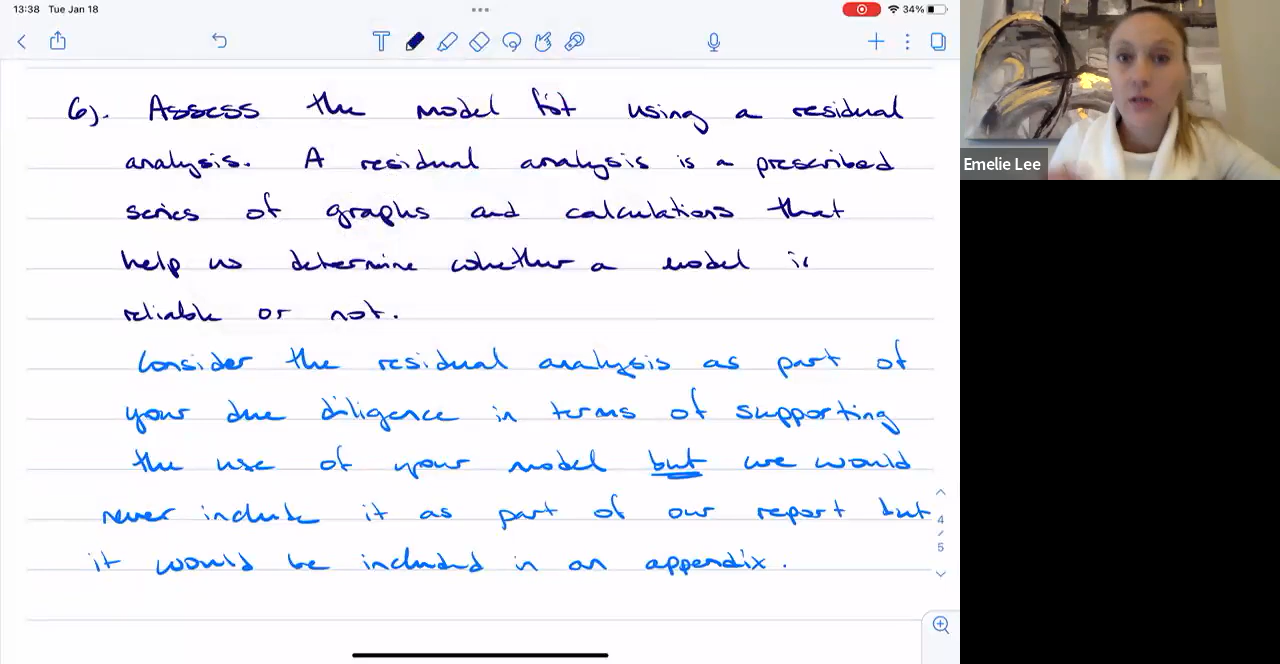 13:38 Tue Jan 18
34%
6). Assess the model fit using a residual
analysis. A residual analysis is a prescribed
series of graphs and calculations that
help us determine whether a model is
reliable or not.
Consider the residual analysis as part of
your due diligence in terms of supporting
the use of your model but we would
never include it as part of our report but
it would be included in an appendix.
4
/
5
Emelie Lee